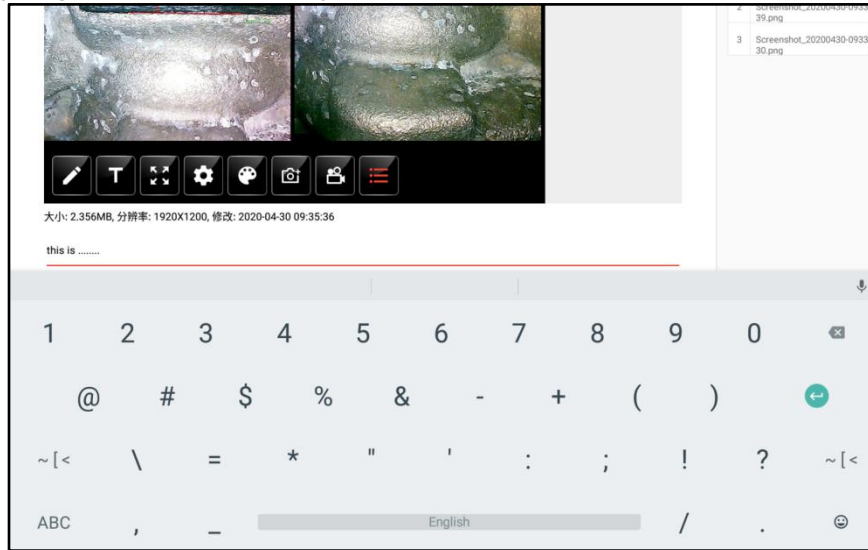 2 Screenshot_20200430-0933
39.png
3 Screenshot_20200430-0933
30.png
T
大小: 2.356MB, 分辨率: 1920X1200, 修改: 2020-04-30 09:35:36
this is ........
1 2 3 4 5 6 7 8 9 0
@ # $ % & - + ( )
~ [ < \ = * " ' : ; ! ? ~ [ <
ABC , _ English / .